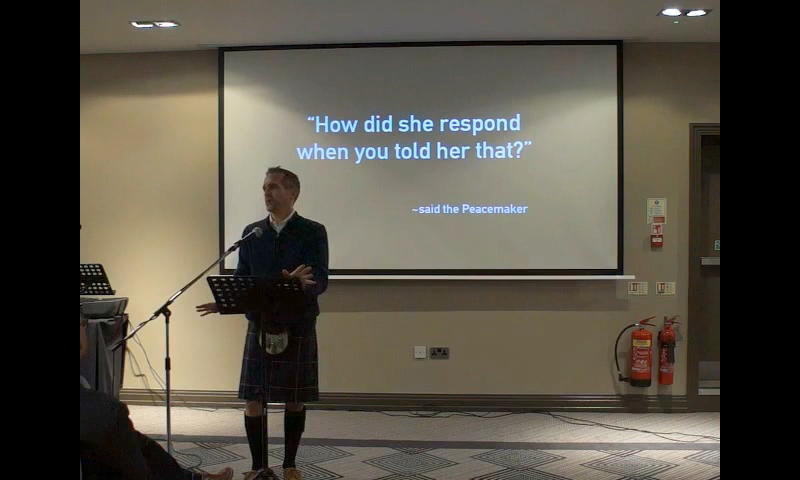 “How did she respond
when you told her that?”
~said the Peacemaker